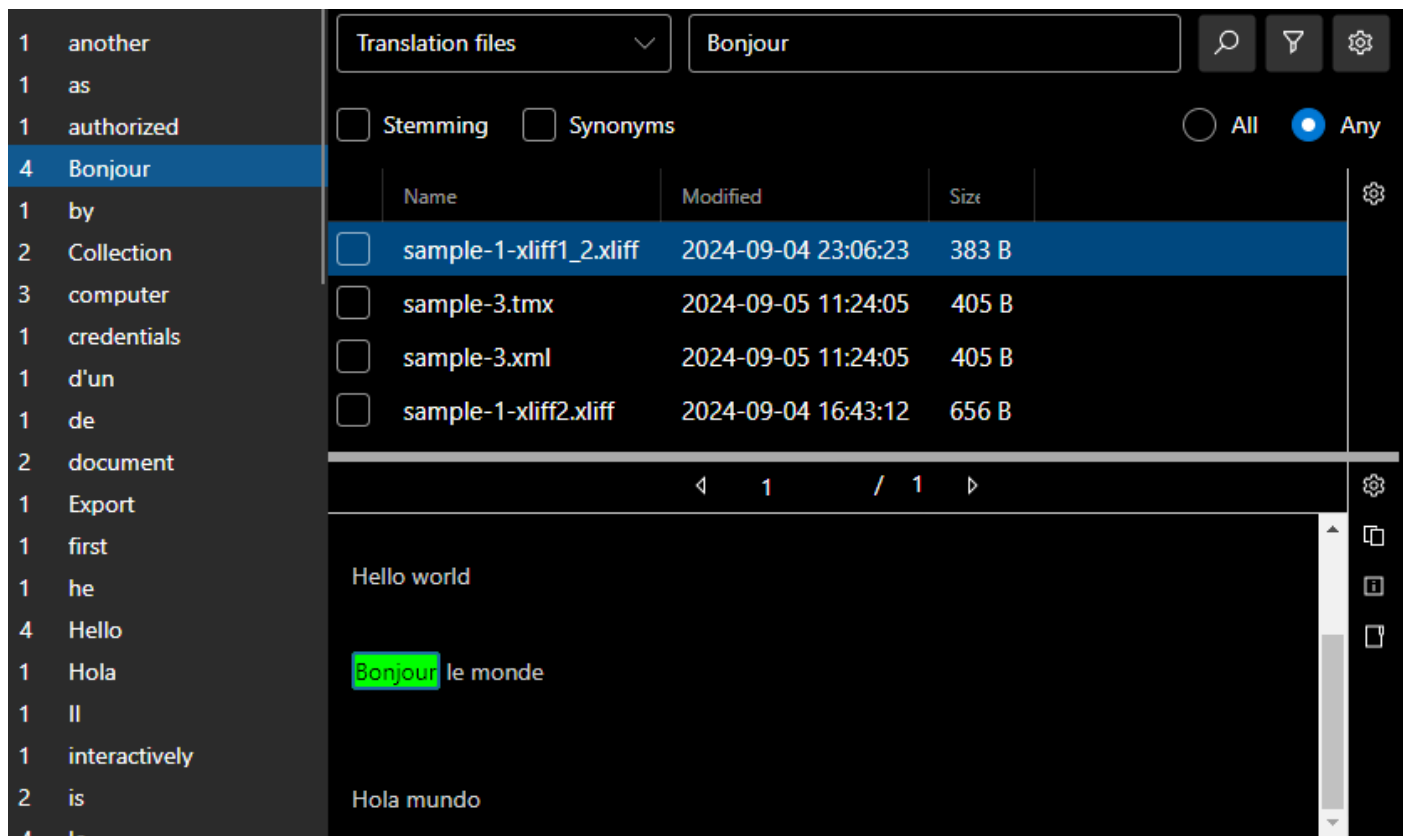 1 another
1 as
1 authorized
4 Bonjour
1 by
2 Collection
3 computer
1 credentials
1 d'un
1 de
2 document
1 Export
1 first
1 he
4 Hello
1 Hola
1 Il
1 interactively
2 is
Translation files Bonjour
Stemming Synonyms All Any
Name Modified Size
sample-1-xliff1_2.xliff 2024-09-04 23:06:23 383 B
sample-3.tmx 2024-09-05 11:24:05 405 B
sample-3.xml 2024-09-05 11:24:05 405 B
sample-1-xliff2.xliff 2024-09-04 16:43:12 656 B
1 / 1
Hello world
Bonjour le monde
Hola mundo